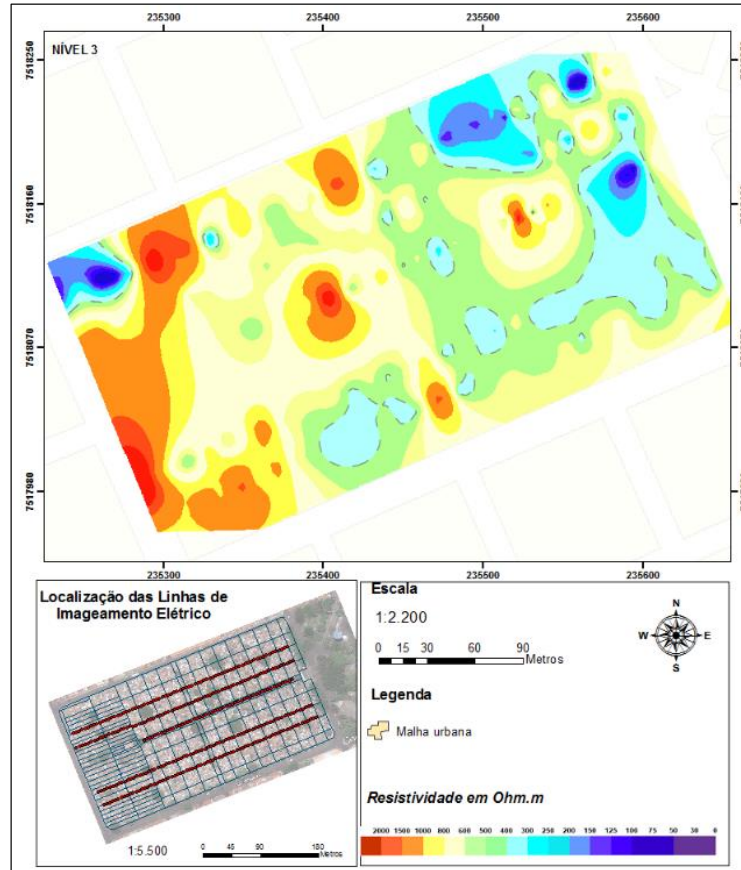 235300 235400 235500 235600
NÍVEL 3
7518250
7518160
7518070
7517980
235300 235400 235500 235600
Localização das Linhas de
Imageamento Elétrico
1:5.500
0 40 80 160
Metros
Escala
1:2.200
0 15 30 60 90
Metros
N
W E
S
Legenda
Malha urbana
Resistividade em Ohm.m
2000 1500 1000 800 600 500 400 300 250 200 150 125 100 75 50 30 0